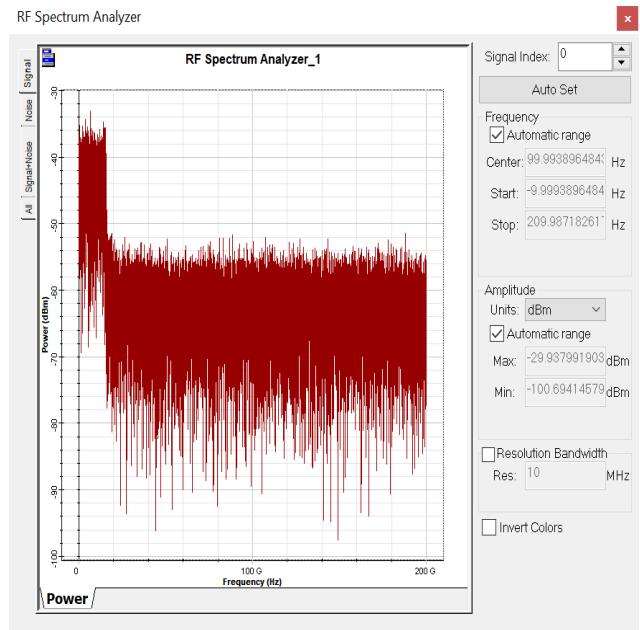 RF Spectrum Analyzer
x
RF Spectrum Analyzer_1
Signal
Noise
Signal+Noise
All
Power (dBm)
-30
-40
-50
-60
-70
-80
-90
-100
0
100 G
200 G
Frequency (Hz)
Power
Signal Index: 0
Auto Set
Frequency
Automatic range
Center: 99.9938964843 Hz
Start: -9.9993896484 Hz
Stop: 209.98718261 Hz
Amplitude
Units: dBm
Automatic range
Max: -29.937991903 dBm
Min: -100.69414579 dBm
Resolution Bandwidth
Res: 10 MHz
Invert Colors